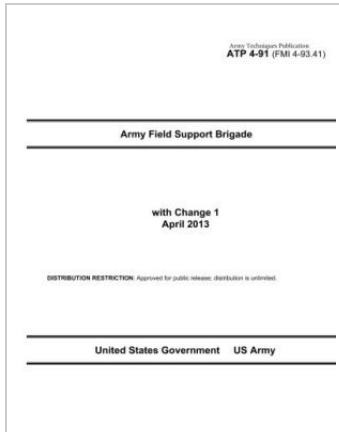 Army Techniques Publication
ATP 4-91 (FMI 4-93.41)
Army Field Support Brigade
with Change 1
April 2013
DISTRIBUTION RESTRICTION: Approved for public release; distribution is unlimited.
United States Government US Army